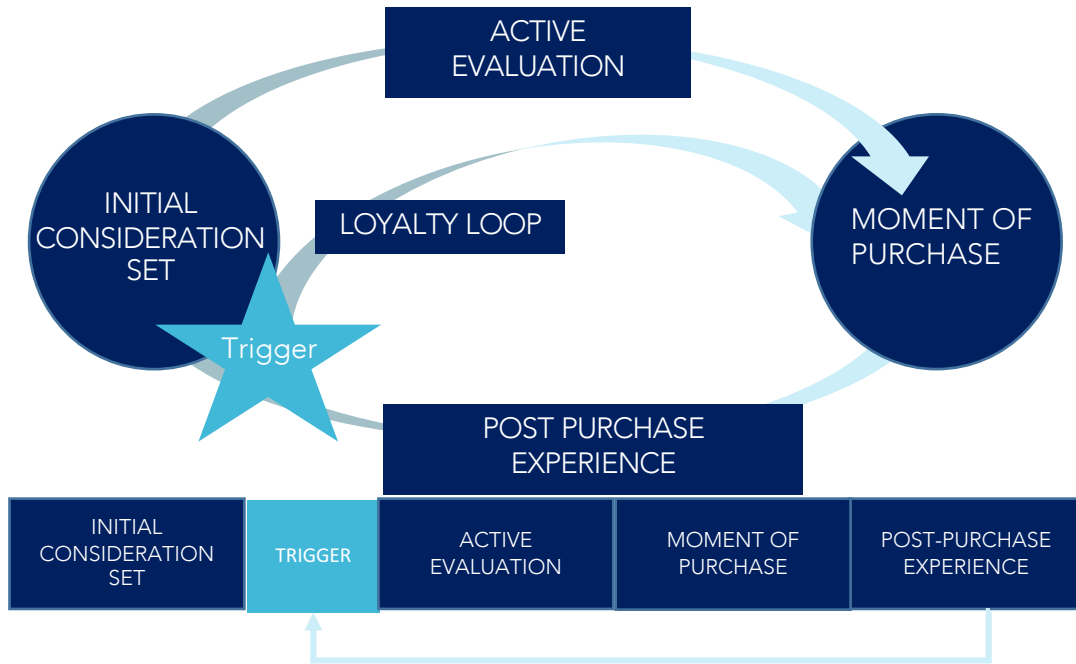 ACTIVE
EVALUATION
INITIAL
CONSIDERATION
SET
LOYALTY LOOP
MOMENT OF
PURCHASE
Trigger
POST PURCHASE
EXPERIENCE
INITIAL
CONSIDERATION
SET
TRIGGER
ACTIVE
EVALUATION
MOMENT OF
PURCHASE
POST-PURCHASE
EXPERIENCE